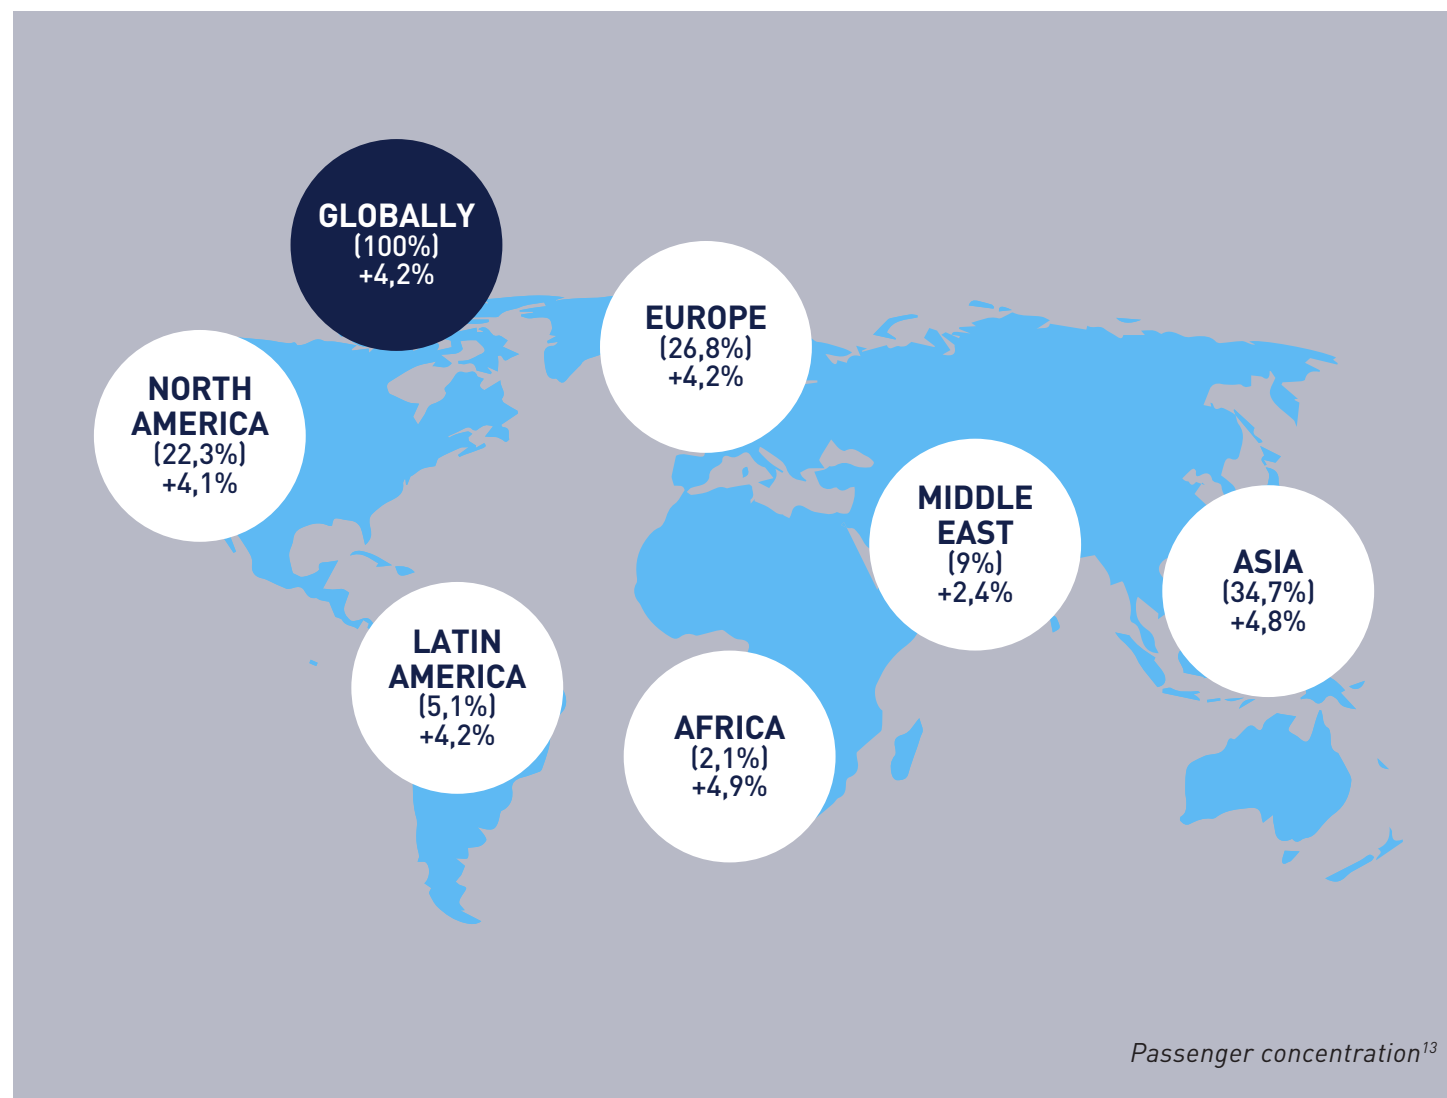 GLOBALLY
(100%)
+4,2%
EUROPE
(26,8%)
+4,2%
NORTH
AMERICA
(22,3%)
+4,1%
MIDDLE
EAST
(9%)
+2,4%
ASIA
(34,7%)
+4,8%
LATIN
AMERICA
(5,1%)
+4,2%
AFRICA
(2,1%)
+4,9%
Passenger concentration¹³